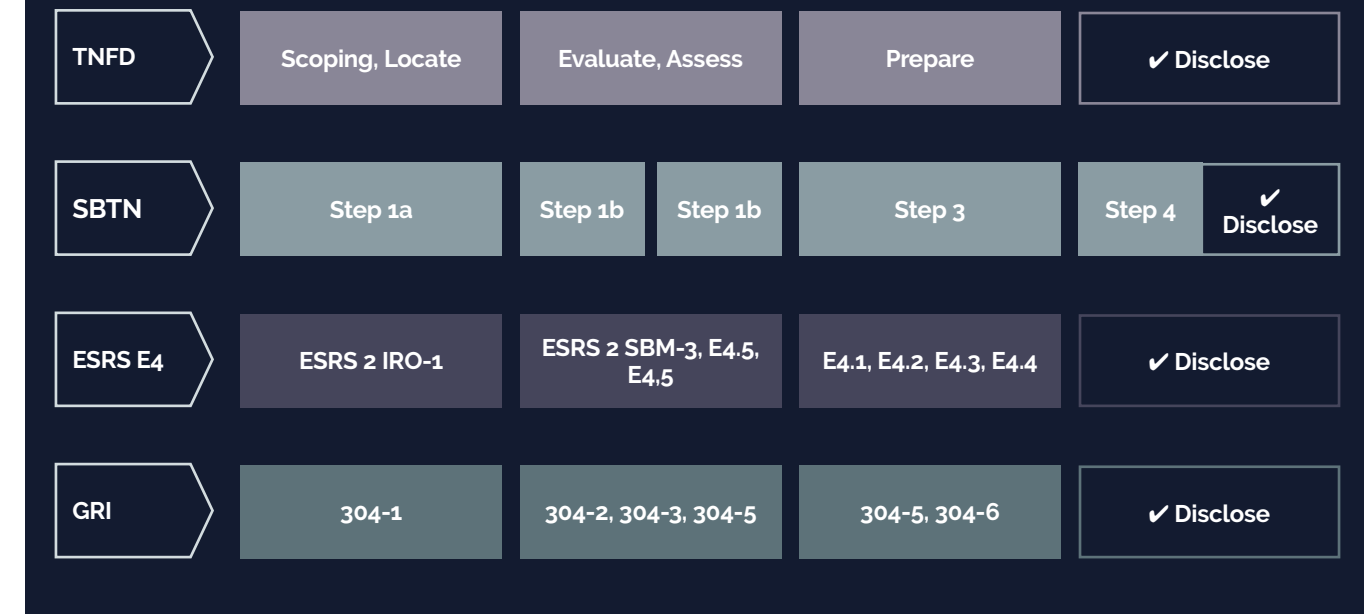 TNFD
Scoping, Locate
Evaluate, Assess
Prepare
✔ Disclose
SBTN
Step 1a
Step 1b
Step 1b
Step 3
Step 4
✔
Disclose
ESRS E4
ESRS 2 IRO-1
ESRS 2 SBM-3, E4.5,
E4,5
E4.1, E4.2, E4.3, E4.4
✔ Disclose
GRI
304-1
304-2, 304-3, 304-5
304-5, 304-6
✔ Disclose